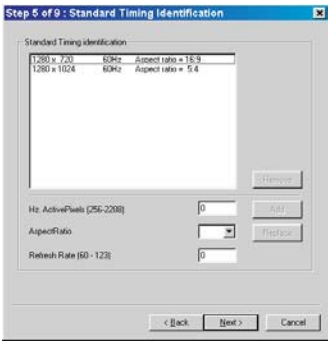 Step 5 of 9 : Standard Timing Identification
Standard Timing identification
1280 x 720 60Hz Aspect ratio = 16:9
1280 x 1024 60Hz Aspect ratio = 5:4
Remove
Hz. ActivePixels (256-2208) 0 Add
AspectRatio Replace
Refresh Rate (60 - 123) 0
< Back Next > Cancel